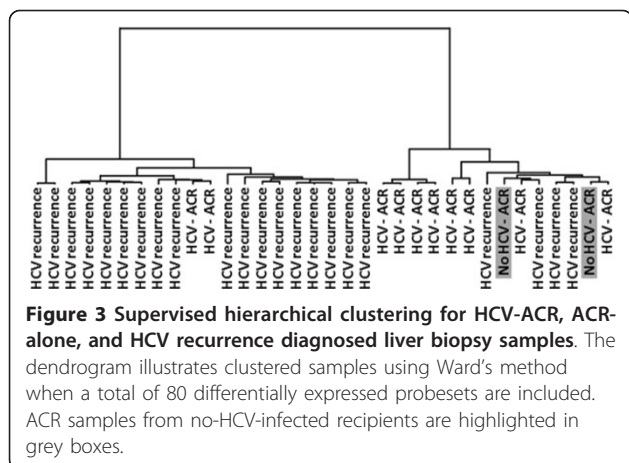 HCV recurrence
HCV recurrence
HCV recurrence
HCV recurrence
HCV recurrence
HCV recurrence
HCV recurrence
HCV recurrence
HCV recurrence
HCV - ACR
HCV - ACR
HCV recurrence
HCV recurrence
HCV recurrence
HCV recurrence
HCV recurrence
HCV recurrence
HCV recurrence
HCV recurrence
HCV recurrence
HCV - ACR
HCV - ACR
HCV - ACR
HCV - ACR
HCV - ACR
HCV - ACR
HCV recurrence
No HCV - ACR
HCV - ACR
HCV recurrence
HCV recurrence
HCV recurrence
No HCV - ACR
HCV - ACR
Figure 3 Supervised hierarchical clustering for HCV-ACR, ACR-
alone, and HCV recurrence diagnosed liver biopsy samples. The
dendrogram illustrates clustered samples using Ward's method
when a total of 80 differentially expressed probesets are included.
ACR samples from no-HCV-infected recipients are highlighted in
grey boxes.